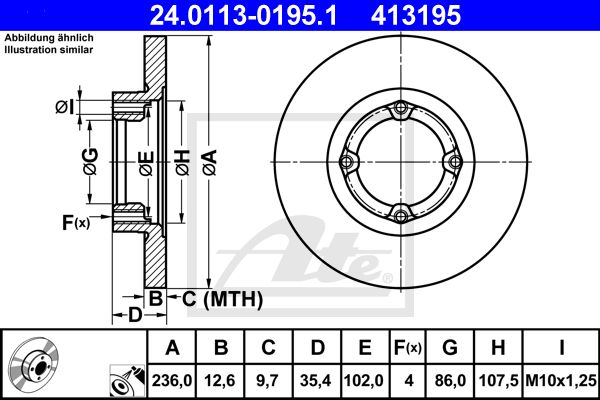 24.0113-0195.1 413195
Abbildung ähnlich
Illustration similar
ØI
ØG
ØE
ØH
ØA
F(x)
B
C (MTH)
D
Ate
A B C D E F(x) G H I
236,0 12,6 9,7 35,4 102,0 4 86,0 107,5 M10x1,25